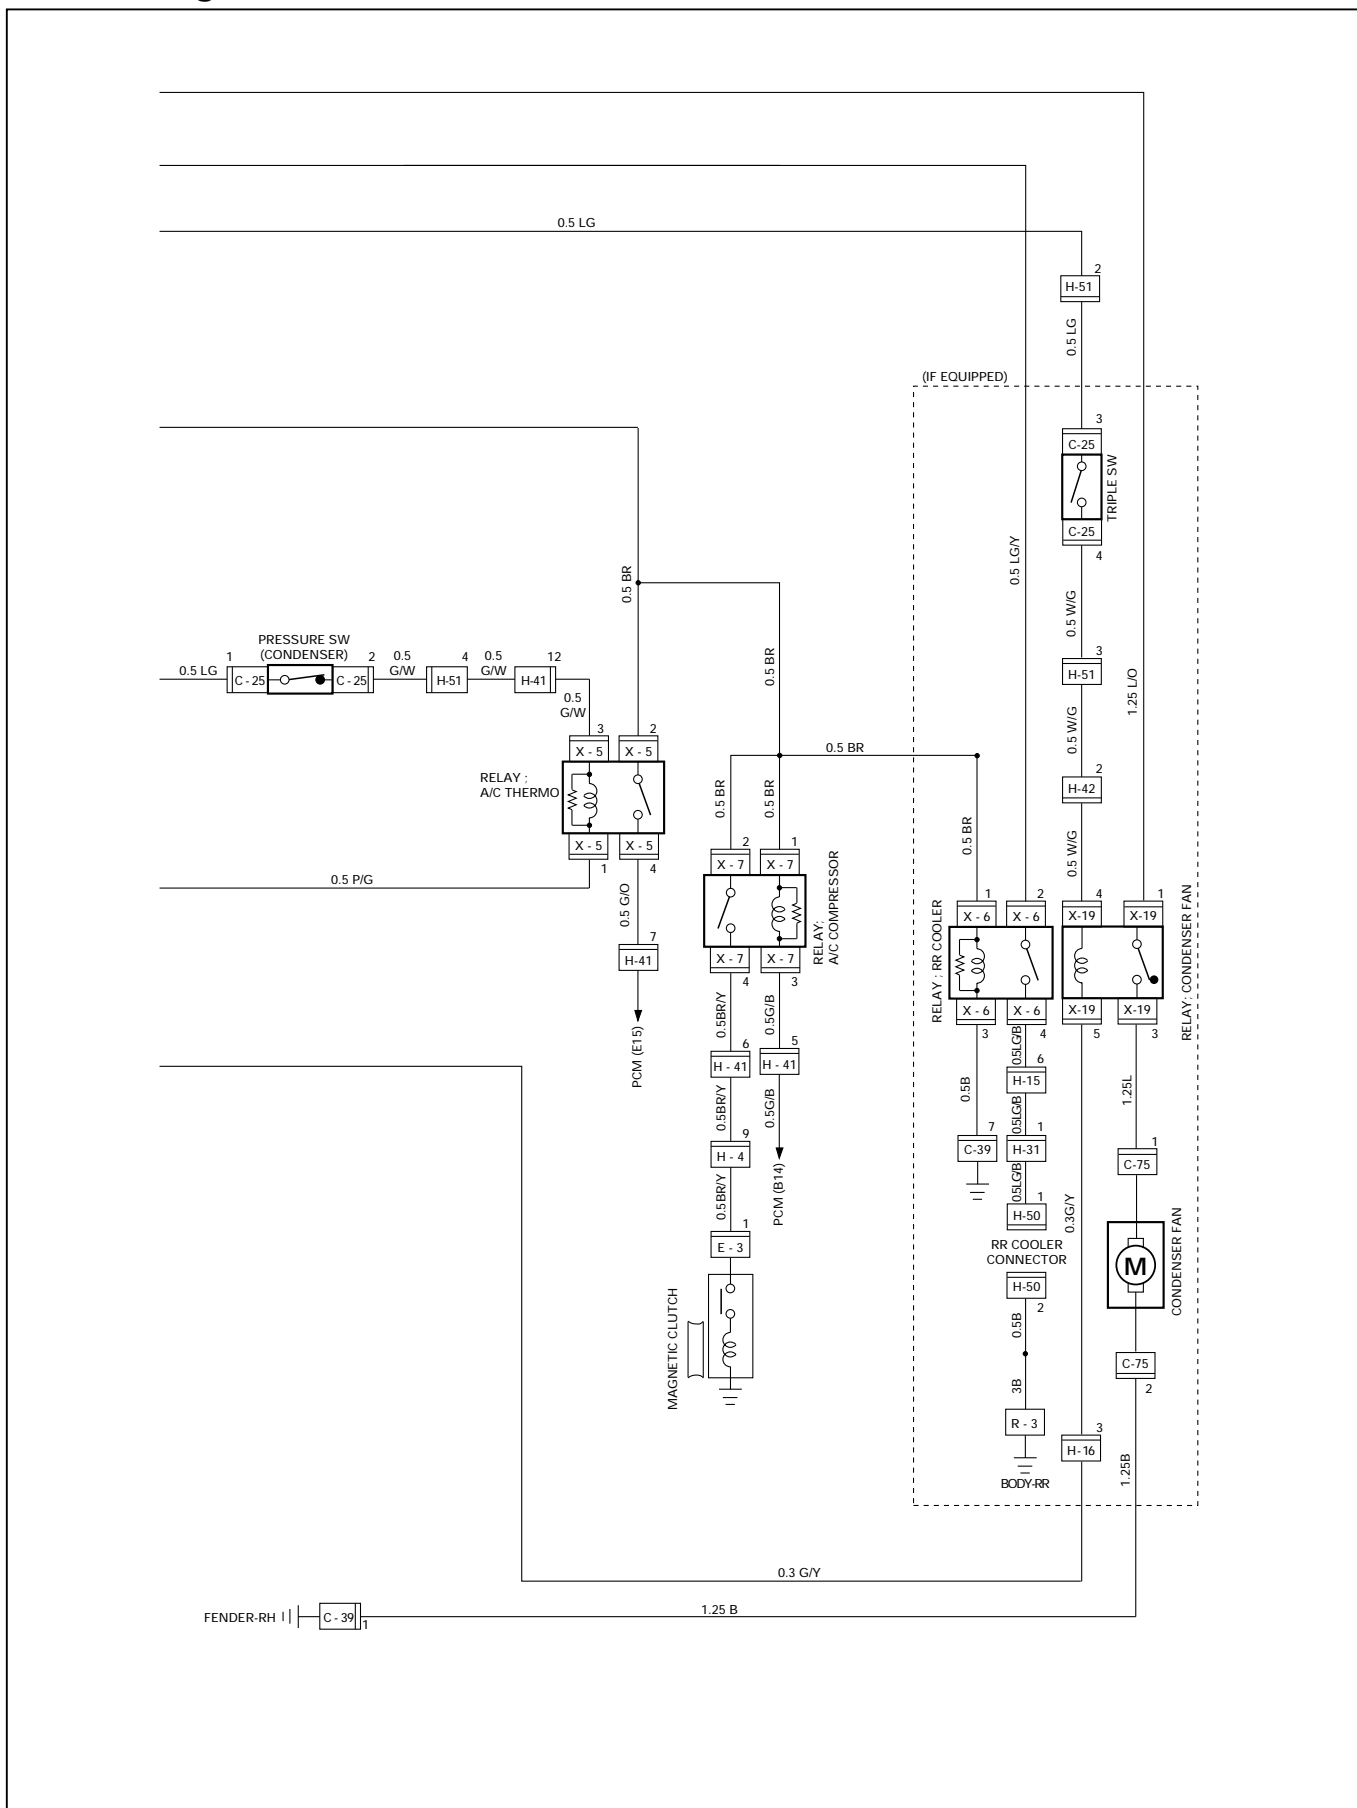 0.5 LG
2
H-51
0.5 LG
(IF EQUIPPED)
3
C-25
TRIPLE SW
C-25
4
0.5 LG/Y
0.5 BR
0.5 W/G
PRESSURE SW
(CONDENSER)
0.5 LG
1
C - 25
C - 25
2
0.5
G/W
4
H-51
0.5
G/W
12
H-41
0.5
G/W
0.5 BR
3
H-51
1.25 L/O
0.5 W/G
3
X - 5
2
X - 5
RELAY ;
A/C THERMO
0.5 BR
2
H-42
0.5 BR
0.5 BR
0.5 BR
0.5 W/G
X - 5
1
X - 5
4
0.5 P/G
2
X - 7
1
X - 7
RELAY;
A/C COMPRESSOR
0.5 G/O
7
H-41
PCM (E15)
X - 7
4
X - 7
3
1
X - 6
2
X - 6
4
X-19
1
X-19
RELAY ; RR COOLER
RELAY; CONDENSER FAN
X - 6
3
X - 6
4
X-19
5
X-19
3
0.5BR/Y
0.5G/B
6
H - 41
5
H - 41
0.5BR/Y
0.5G/B
0.5B
0.5LG/B
6
H-15
0.5LG/B
1.25L
9
H - 4
PCM (B14)
7
C-39
1
H-31
1
C-75
0.5BR/Y
0.5LG/B
1
H-50
0.3G/Y
1
E - 3
RR COOLER
CONNECTOR
M
CONDENSER FAN
H-50
2
MAGNETIC CLUTCH
0.5B
C-75
2
3B
R - 3
BODY-RR
3
H-16
1.25B
0.3 G/Y
FENDER-RH
C - 39
1
1.25 B